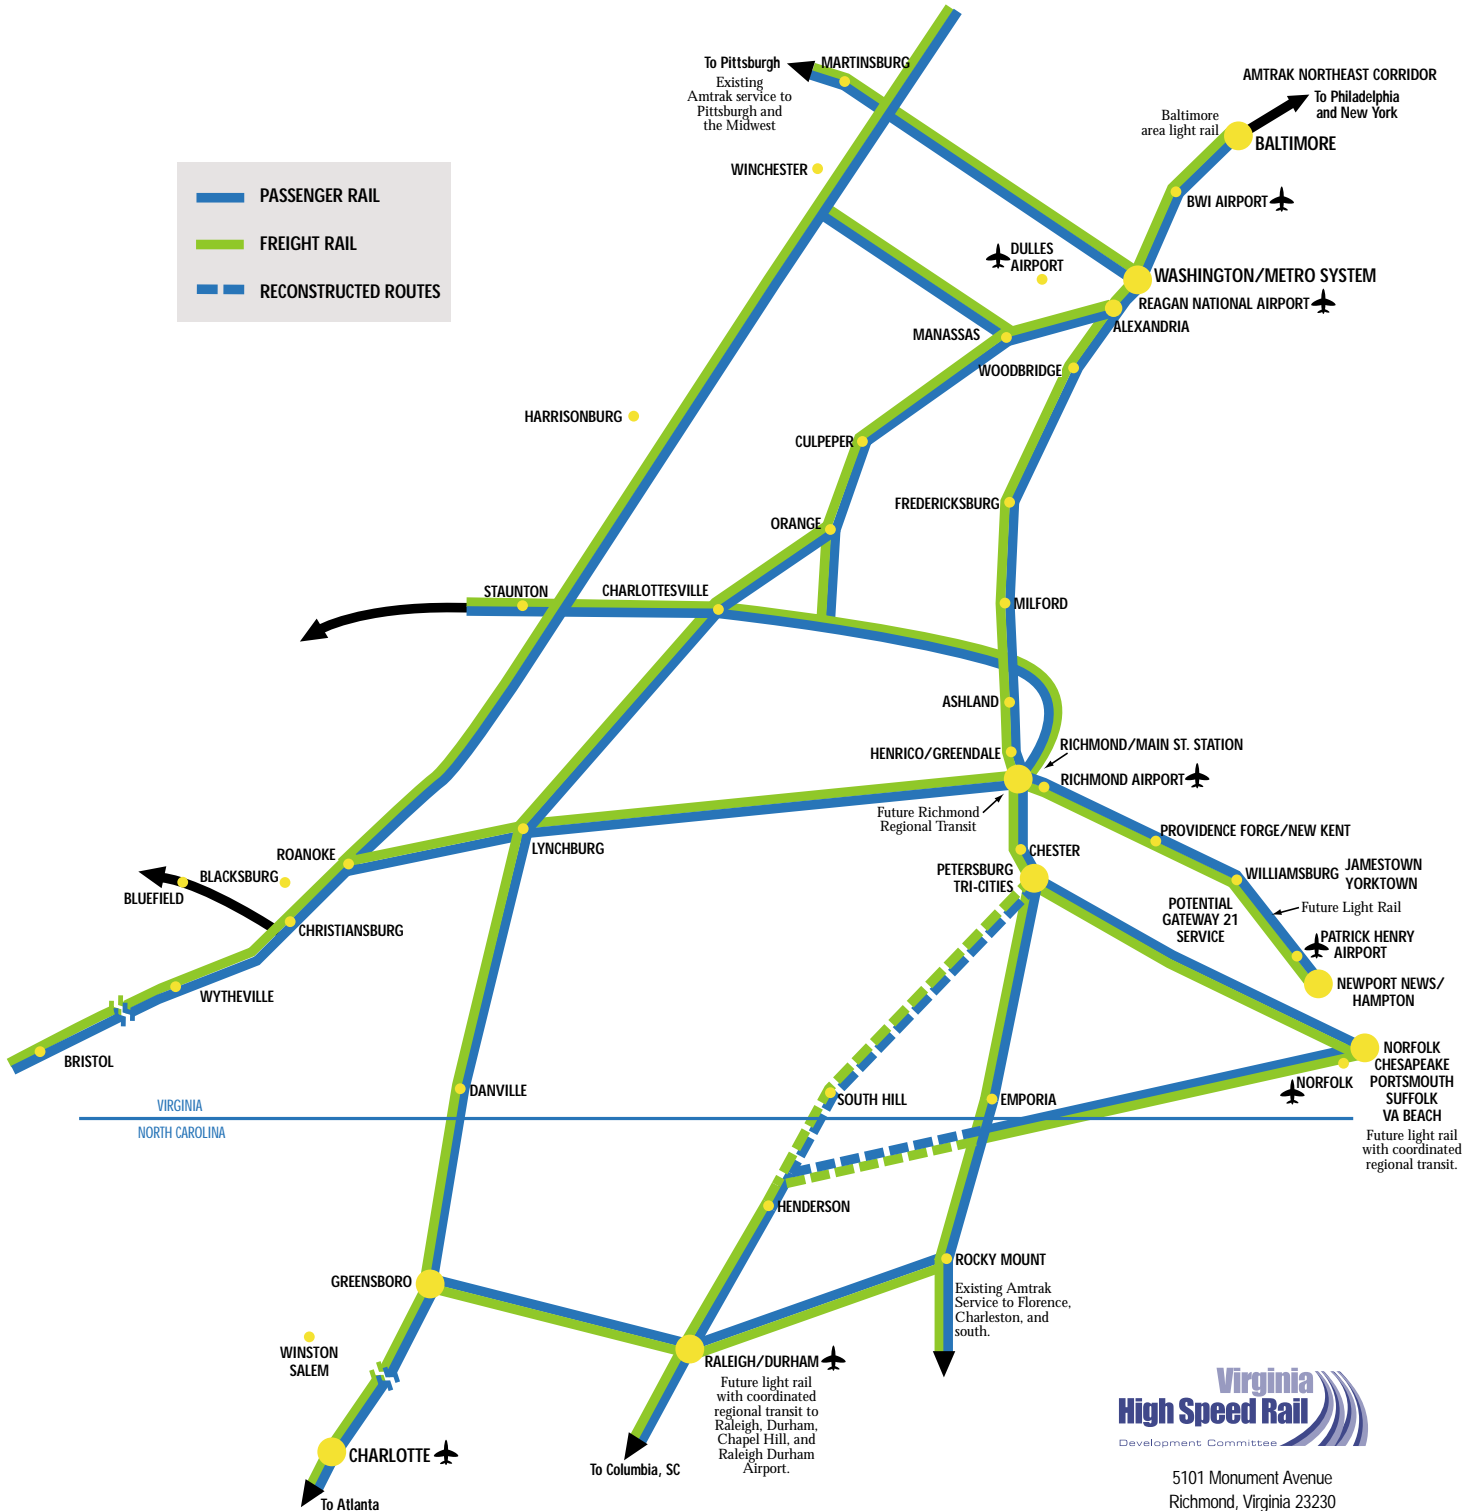 To Pittsburgh
Existing
Amtrak service to
Pittsburgh and
the Midwest
MARTINSBURG
AMTRAK NORTHEAST CORRIDOR
To Philadelphia
and New York
Baltimore
area light rail
BALTIMORE
WINCHESTER
BWI AIRPORT
PASSENGER RAIL
FREIGHT RAIL
RECONSTRUCTED ROUTES
DULLES
AIRPORT
WASHINGTON/METRO SYSTEM
REAGAN NATIONAL AIRPORT
ALEXANDRIA
MANASSAS
WOODBRIDGE
HARRISONBURG
CULPEPER
FREDERICKSBURG
ORANGE
STAUNTON
CHARLOTTESVILLE
MILFORD
ASHLAND
HENRICO/GREENDALE
RICHMOND/MAIN ST. STATION
RICHMOND AIRPORT
Future Richmond
Regional Transit
PROVIDENCE FORGE/NEW KENT
LYNCHBURG
ROANOKE
CHESTER
PETERSBURG
TRI-CITIES
WILLIAMSBURG
JAMESTOWN
YORKTOWN
BLACKSBURG
BLUEFIELD
POTENTIAL
GATEWAY 21
SERVICE
Future Light Rail
CHRISTIANSBURG
PATRICK HENRY
AIRPORT
WYTHEVILLE
NEWPORT NEWS/
HAMPTON
BRISTOL
NORFOLK
CHESAPEAKE
PORTSMOUTH
SUFFOLK
VA BEACH
NORFOLK
Future light rail
with coordinated
regional transit.
DANVILLE
SOUTH HILL
EMPORIA
VIRGINIA
NORTH CAROLINA
HENDERSON
ROCKY MOUNT
GREENSBORO
Existing Amtrak
Service to Florence,
Charleston, and
south.
WINSTON
SALEM
RALEIGH/DURHAM
Future light rail
with coordinated
regional transit to
Raleigh, Durham,
Chapel Hill, and
Raleigh Durham
Airport.
CHARLOTTE
To Columbia, SC
To Atlanta
Virginia
High Speed Rail
Development Committee
5101 Monument Avenue
Richmond, Virginia 23230